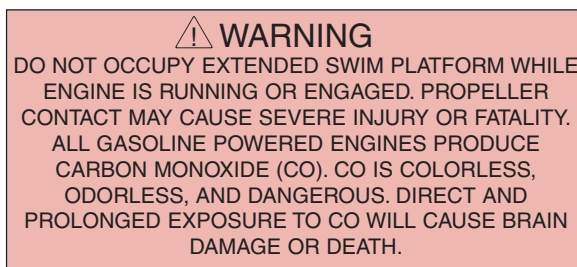 WARNING
DO NOT OCCUPY EXTENDED SWIM PLATFORM WHILE
ENGINE IS RUNNING OR ENGAGED. PROPELLER
CONTACT MAY CAUSE SEVERE INJURY OR FATALITY.
ALL GASOLINE POWERED ENGINES PRODUCE
CARBON MONOXIDE (CO). CO IS COLORLESS,
ODORLESS, AND DANGEROUS. DIRECT AND
PROLONGED EXPOSURE TO CO WILL CAUSE BRAIN
DAMAGE OR DEATH.